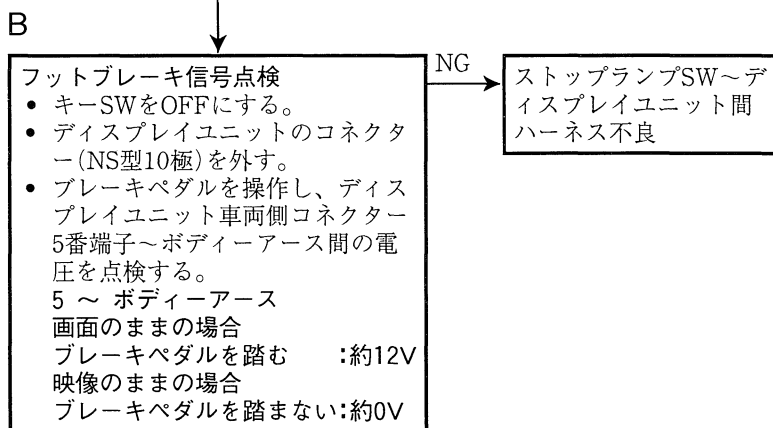 B
フットブレーキ信号点検
• キーSWをOFFにする。
• ディスプレイユニットのコネクタ
ー(NS型10極)を外す。
• ブレーキペダルを操作し、ディス
プレイユニット車両側コネクター
5番端子～ボディーアース間の電
圧を点検する。
5 ～ ボディーアース
画面のままの場合
ブレーキペダルを踏む :約12V
映像のままの場合
ブレーキペダルを踏まない:約0V
NG
ストップランプSW～デ
ィスプレイユニット間
ハーネス不良